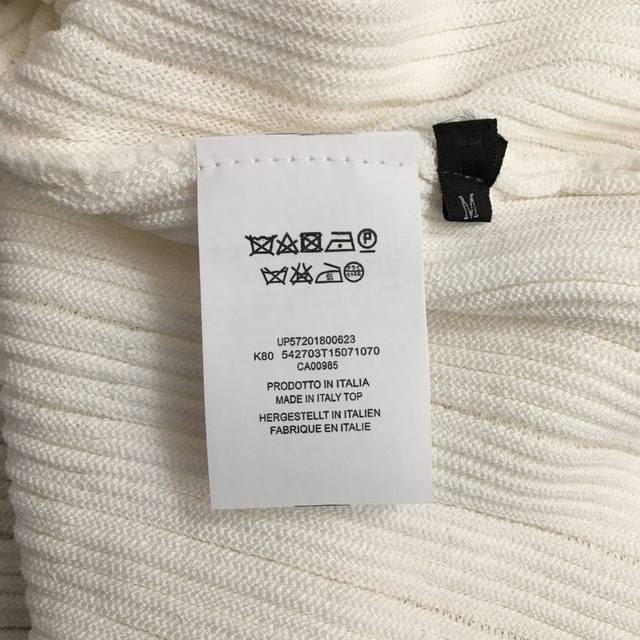 UP57201800623
K80 542703T15071070
CA00985
PRODOTTO IN ITALIA
MADE IN ITALY TOP
HERGESTELLT IN ITALIEN
FABRIQUE EN ITALIE